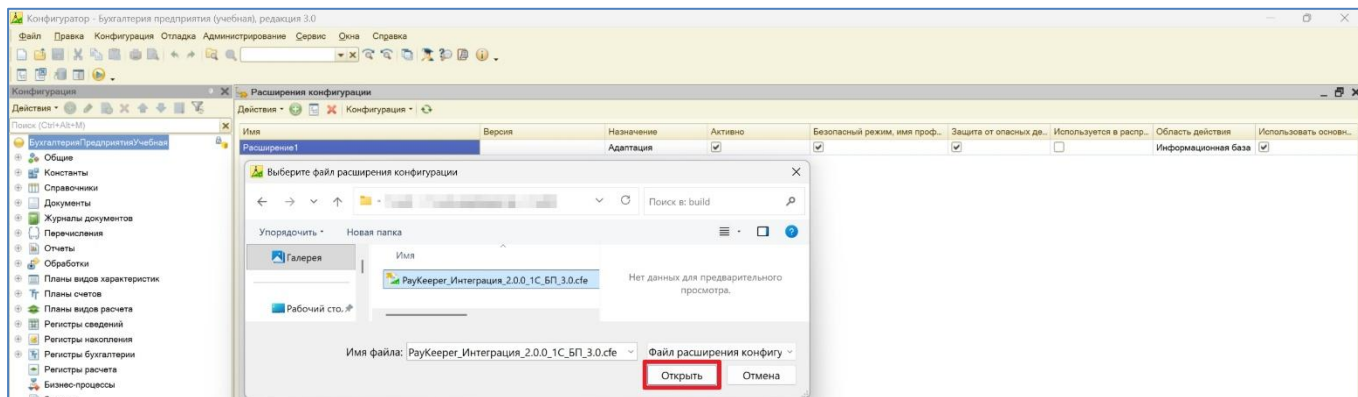 Конфигуратор - Бухгалтерия предприятия (учебная), редакция 3.0
Файл Правка Конфигурация Отладка Администрирование Сервис Окна Справка
Конфигурация
Действия
Поиск (Ctrl+Alt+M)
БухгалтерияПредприятияУчебная
Общие
Константы
Справочники
Документы
Журналы документов
Перечисления
Отчеты
Обработки
Планы видов характеристик
Планы счетов
Планы видов расчета
Регистры сведений
Регистры накопления
Регистры бухгалтерии
Регистры расчета
Бизнес-процессы
Расширения конфигурации
Действия Конфигурация
Имя Версия Назначение Активно Безопасный режим, имя проф... Защита от опасных де... Используется в распр... Область действия Использовать основн...
Расширение1 Адаптация Информационная база
Выберите файл расширения конфигурации
Поиск в: build
Упорядочить Новая папка
Галерея
Рабочий сто.
Имя
PayKeeper_Интеграция_2.0.0_1С_БП_3.0.cfe
Нет данных для предварительного
просмотра.
Имя файла: PayKeeper_Интеграция_2.0.0_1С_БП_3.0.cfe Файл расширения конфигу
Открыть Отмена